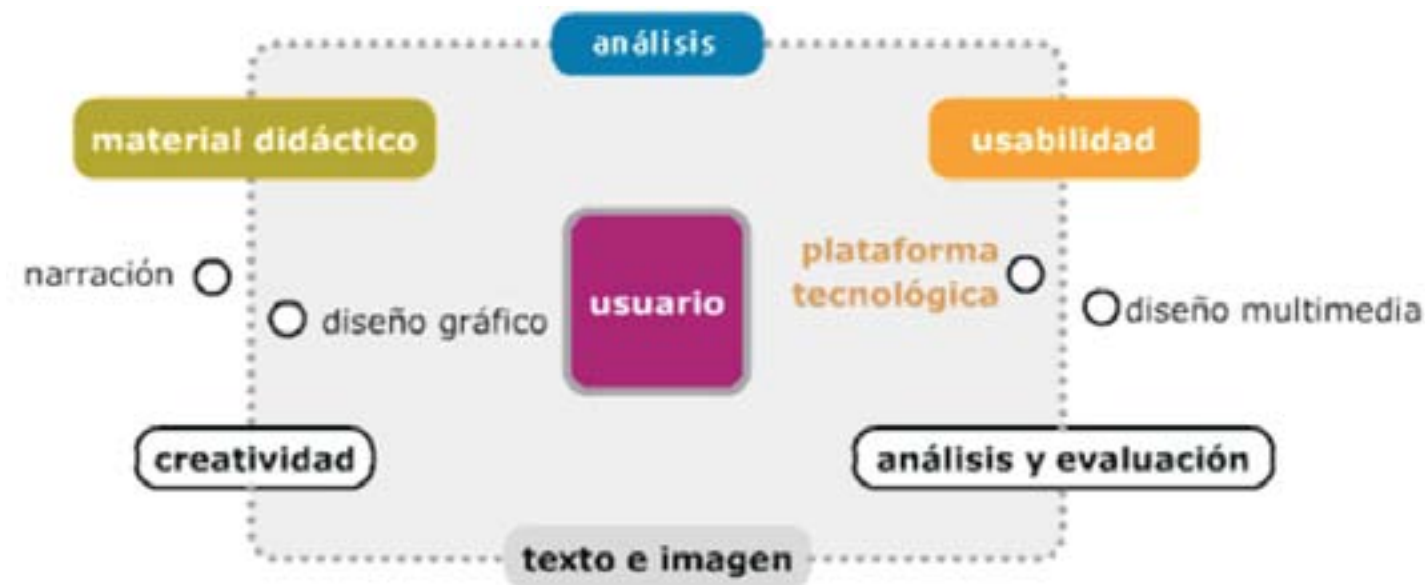 análisis
material didáctico
usabilidad
narración
diseño gráfico
usuario
plataforma
tecnológica
diseño multimedia
creatividad
análisis y evaluación
texto e imagen